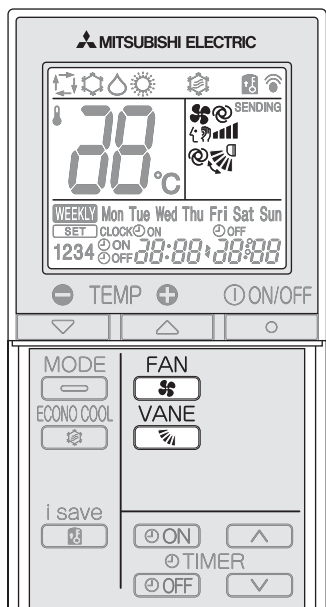 MITSUBISHI ELECTRIC
SENDING
88°C
WEEKLY Mon Tue Wed Thu Fri Sat Sun
SET CLOCK ON OFF
1234 ON OFF 88:88 88:88
TEMP ON/OFF
MODE FAN
ECONO COOL VANE
i save
ON
TIMER
OFF